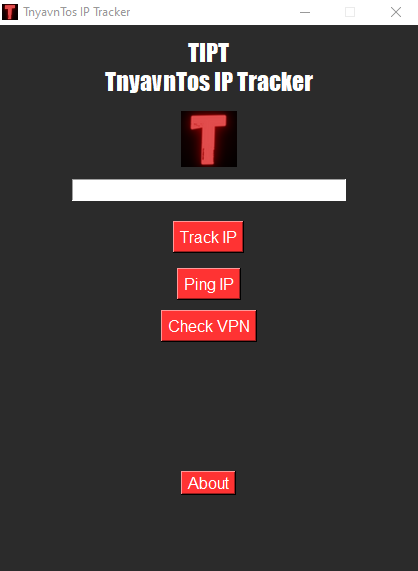 T TnyavnTos IP Tracker
TIPT
TnyavnTos IP Tracker
T
Track IP
Ping IP
Check VPN
About